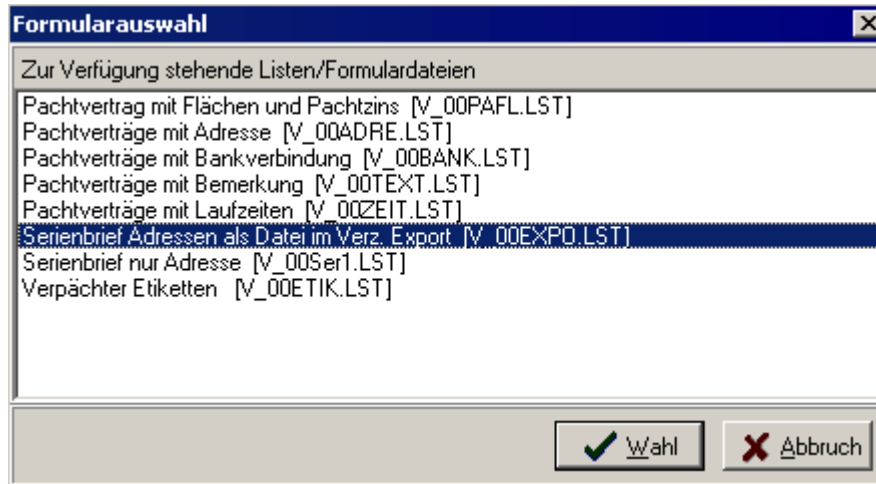 Formularauswahl
Zur Verfügung stehende Listen/Formulardateien
Pachtvertrag mit Flächen und Pachtzins [V_00PAFL.LST]
Pachtverträge mit Adresse [V_00ADRE.LST]
Pachtverträge mit Bankverbindung [V_00BANK.LST]
Pachtverträge mit Bemerkung [V_00TEXT.LST]
Pachtverträge mit Laufzeiten [V_00ZEIT.LST]
Serienbrief Adressen als Datei im Verz. Export [V_00EXPO.LST]
Serienbrief nur Adresse [V_00Ser1.LST]
Verpächter Etiketten [V_00ETIK.LST]
Wahl Abbruch